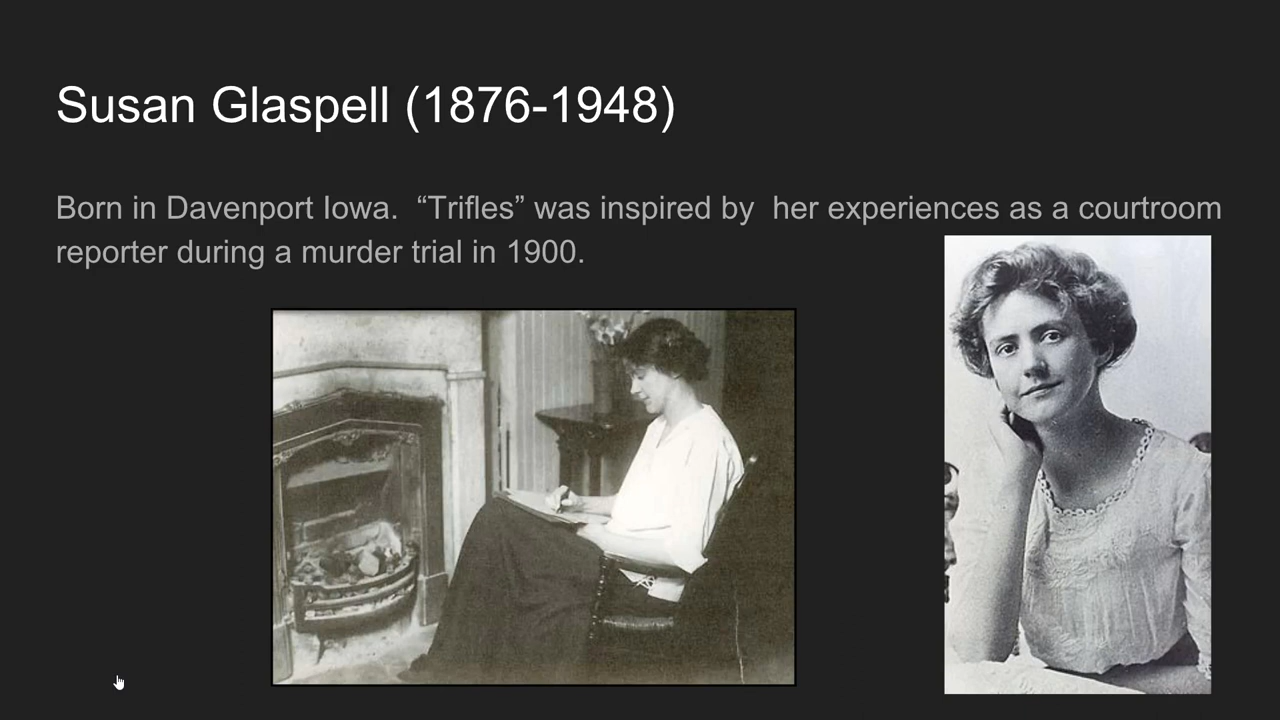 Susan Glaspell (1876-1948)
Born in Davenport Iowa.  “Trifles” was inspired by  her experiences as a courtroom
reporter during a murder trial in 1900.